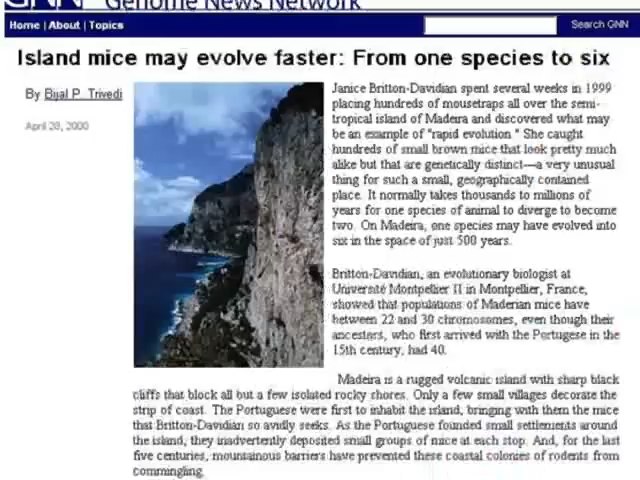 GNN Genome News Network
Home | About | Topics
Search GNN
Island mice may evolve faster: From one species to six
By Bijal P. Trivedi
April 28, 2000
Janice Britton-Davidian spent several weeks in 1999
placing hundreds of mousetraps all over the semi-
tropical island of Madeira and discovered what may
be an example of "rapid evolution." She caught
hundreds of small brown mice that look pretty much
alike but that are genetically distinct—a very unusual
thing for such a small, geographically contained
place. It normally takes thousands to millions of
years for one species of animal to diverge to become
two. On Madeira, one species may have evolved into
six in the space of just 500 years.
Britton-Davidian, an evolutionary biologist at
Université Montpellier II in Montpellier, France,
showed that populations of Maderian mice have
between 22 and 30 chromosomes, even though their
ancestors, who first arrived with the Portugese in the
15th century, had 40.
Madeira is a rugged volcanic island with sharp black
cliffs that block all but a few isolated rocky shores. Only a few small villages decorate the
strip of coast. The Portuguese were first to inhabit the island, bringing with them the mice
that Britton-Davidian so avidly seeks. As the Portuguese founded small settlements around
the island, they inadvertently deposited small groups of mice at each stop. And, for the last
five centuries, mountainous barriers have prevented these coastal colonies of rodents from
commingling.